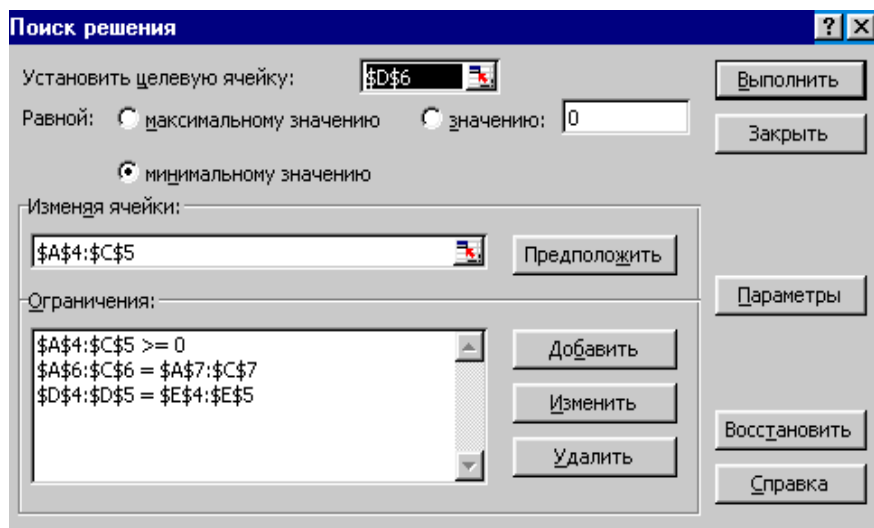 Поиск решения
Установить целевую ячейку: $D$6
Выполнить
Равной: максимальному значению значению: 0
Закрыть
минимальному значению
Изменяя ячейки:
$A$4:$C$5
Предположить
Параметры
Ограничения:
$A$4:$C$5 >= 0
$A$6:$C$6 = $A$7:$C$7
$D$4:$D$5 = $E$4:$E$5
Добавить
Изменить
Удалить
Восстановить
Справка